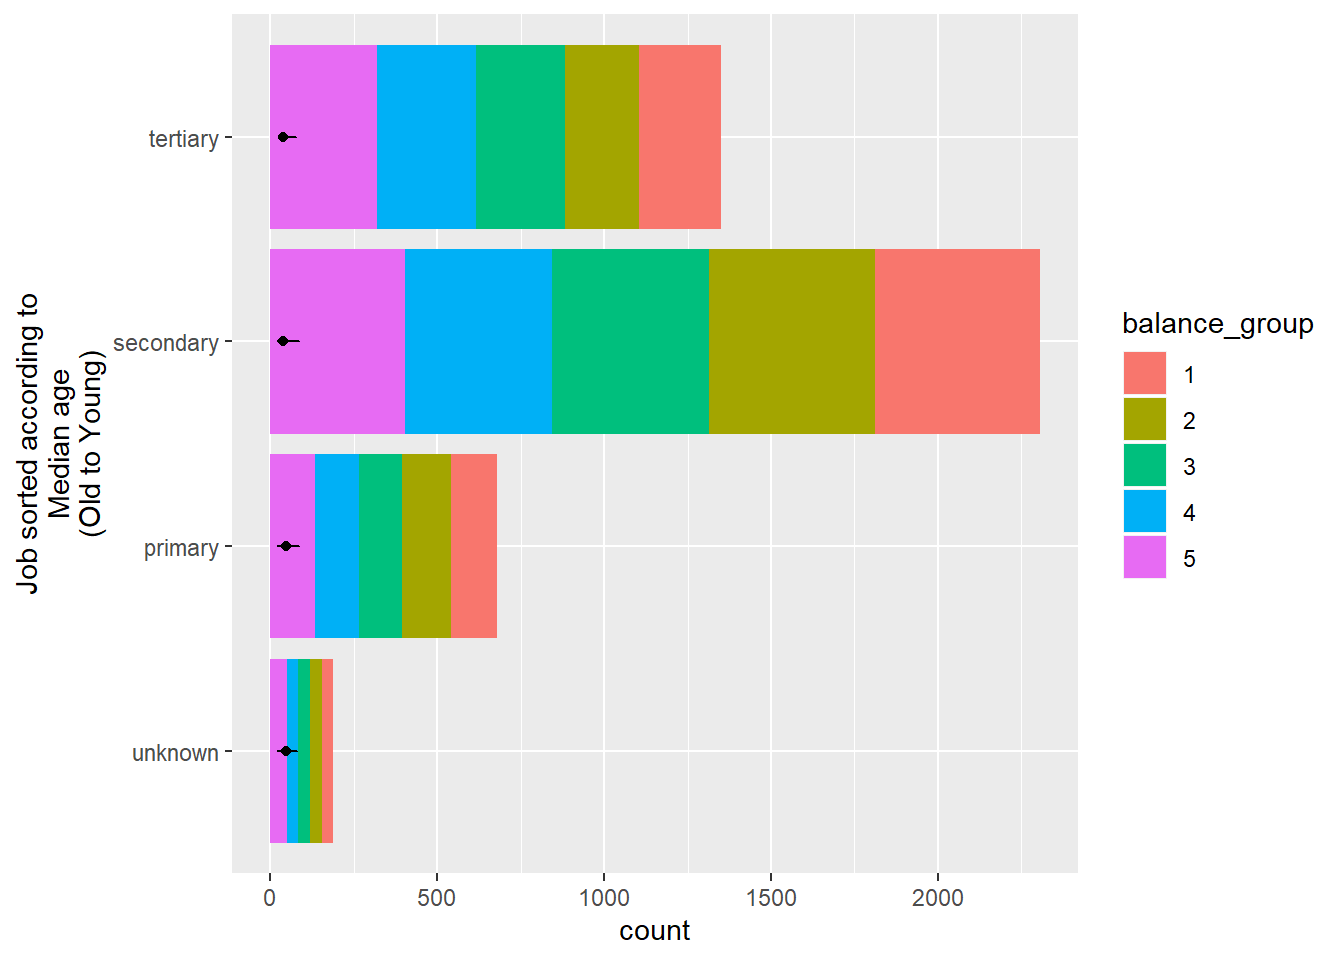 Job sorted according to
Median age
(Old to Young)
tertiary
secondary
primary
unknown
0 500 1000 1500 2000
count
balance_group
1
2
3
4
5